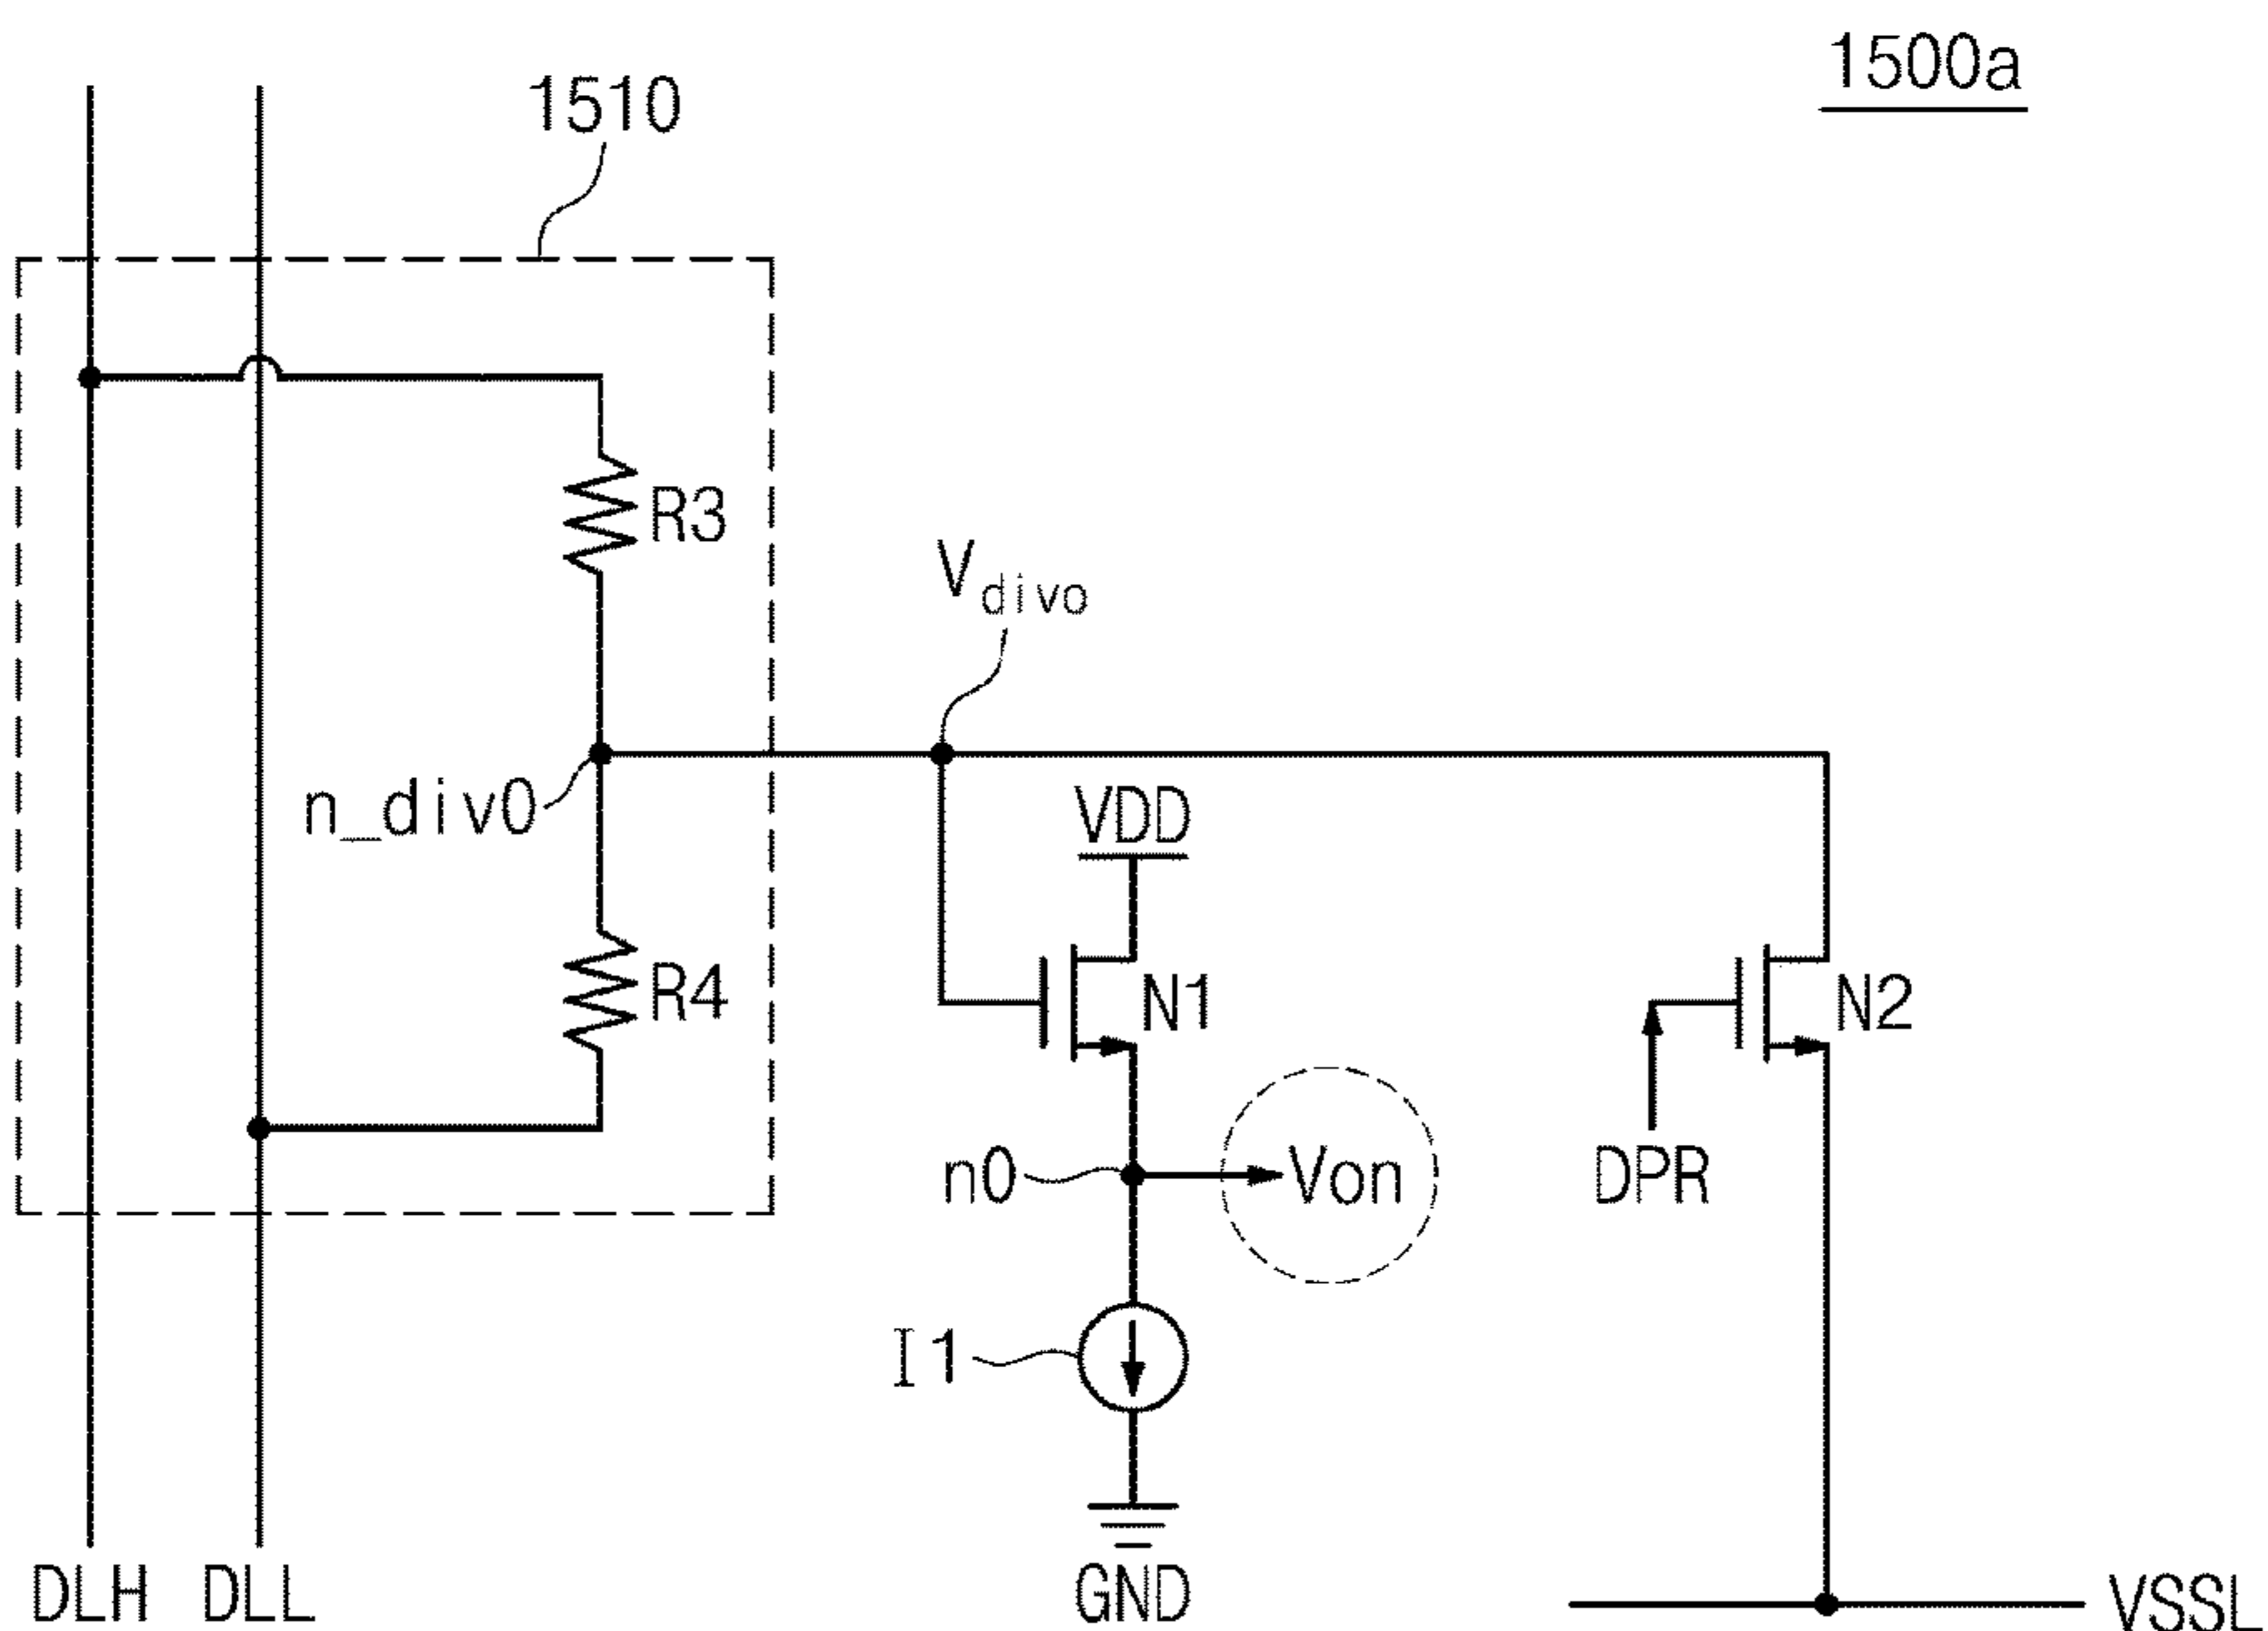 1500a
1510
R3
Vdivo
n_div0
VDD
R4
N1
N2
n0
Von
DPR
I1
DLH
DLL
GND
VSSL